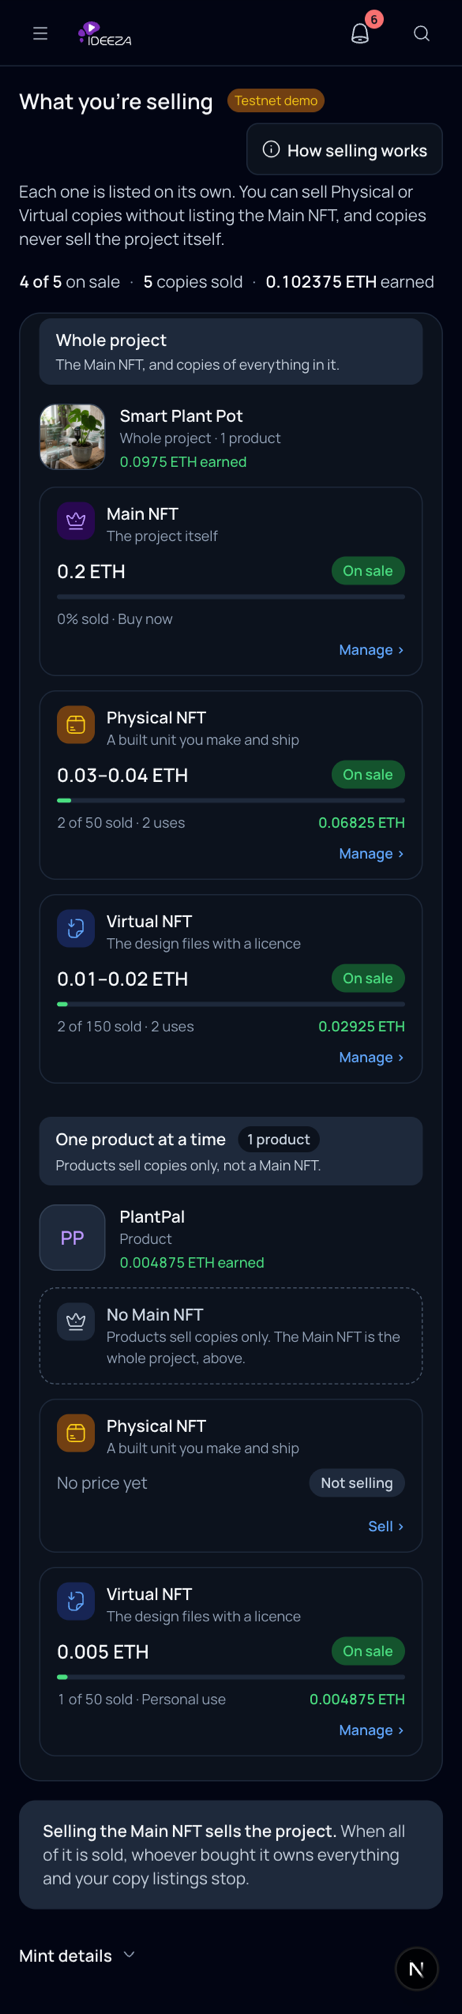 6
IDEEZA
What you're selling
Testnet demo
How selling works
Each one is listed on its own. You can sell Physical or
Virtual copies without listing the Main NFT, and copies
never sell the project itself.
4 of 5 on sale · 5 copies sold · 0.102375 ETH earned
Whole project
The Main NFT, and copies of everything in it.
Smart Plant Pot
Whole project · 1 product
0.0975 ETH earned
Main NFT
The project itself
0.2 ETH
On sale
0% sold · Buy now
Manage ›
Physical NFT
A built unit you make and ship
0.03–0.04 ETH
On sale
2 of 50 sold · 2 uses
0.06825 ETH
Manage ›
Virtual NFT
The design files with a licence
0.01–0.02 ETH
On sale
2 of 150 sold · 2 uses
0.02925 ETH
Manage ›
One product at a time
1 product
Products sell copies only, not a Main NFT.
PP
PlantPal
Product
0.004875 ETH earned
No Main NFT
Products sell copies only. The Main NFT is the
whole project, above.
Physical NFT
A built unit you make and ship
No price yet
Not selling
Sell ›
Virtual NFT
The design files with a licence
0.005 ETH
On sale
1 of 50 sold · Personal use
0.004875 ETH
Manage ›
Selling the Main NFT sells the project. When all
of it is sold, whoever bought it owns everything
and your copy listings stop.
Mint details
N